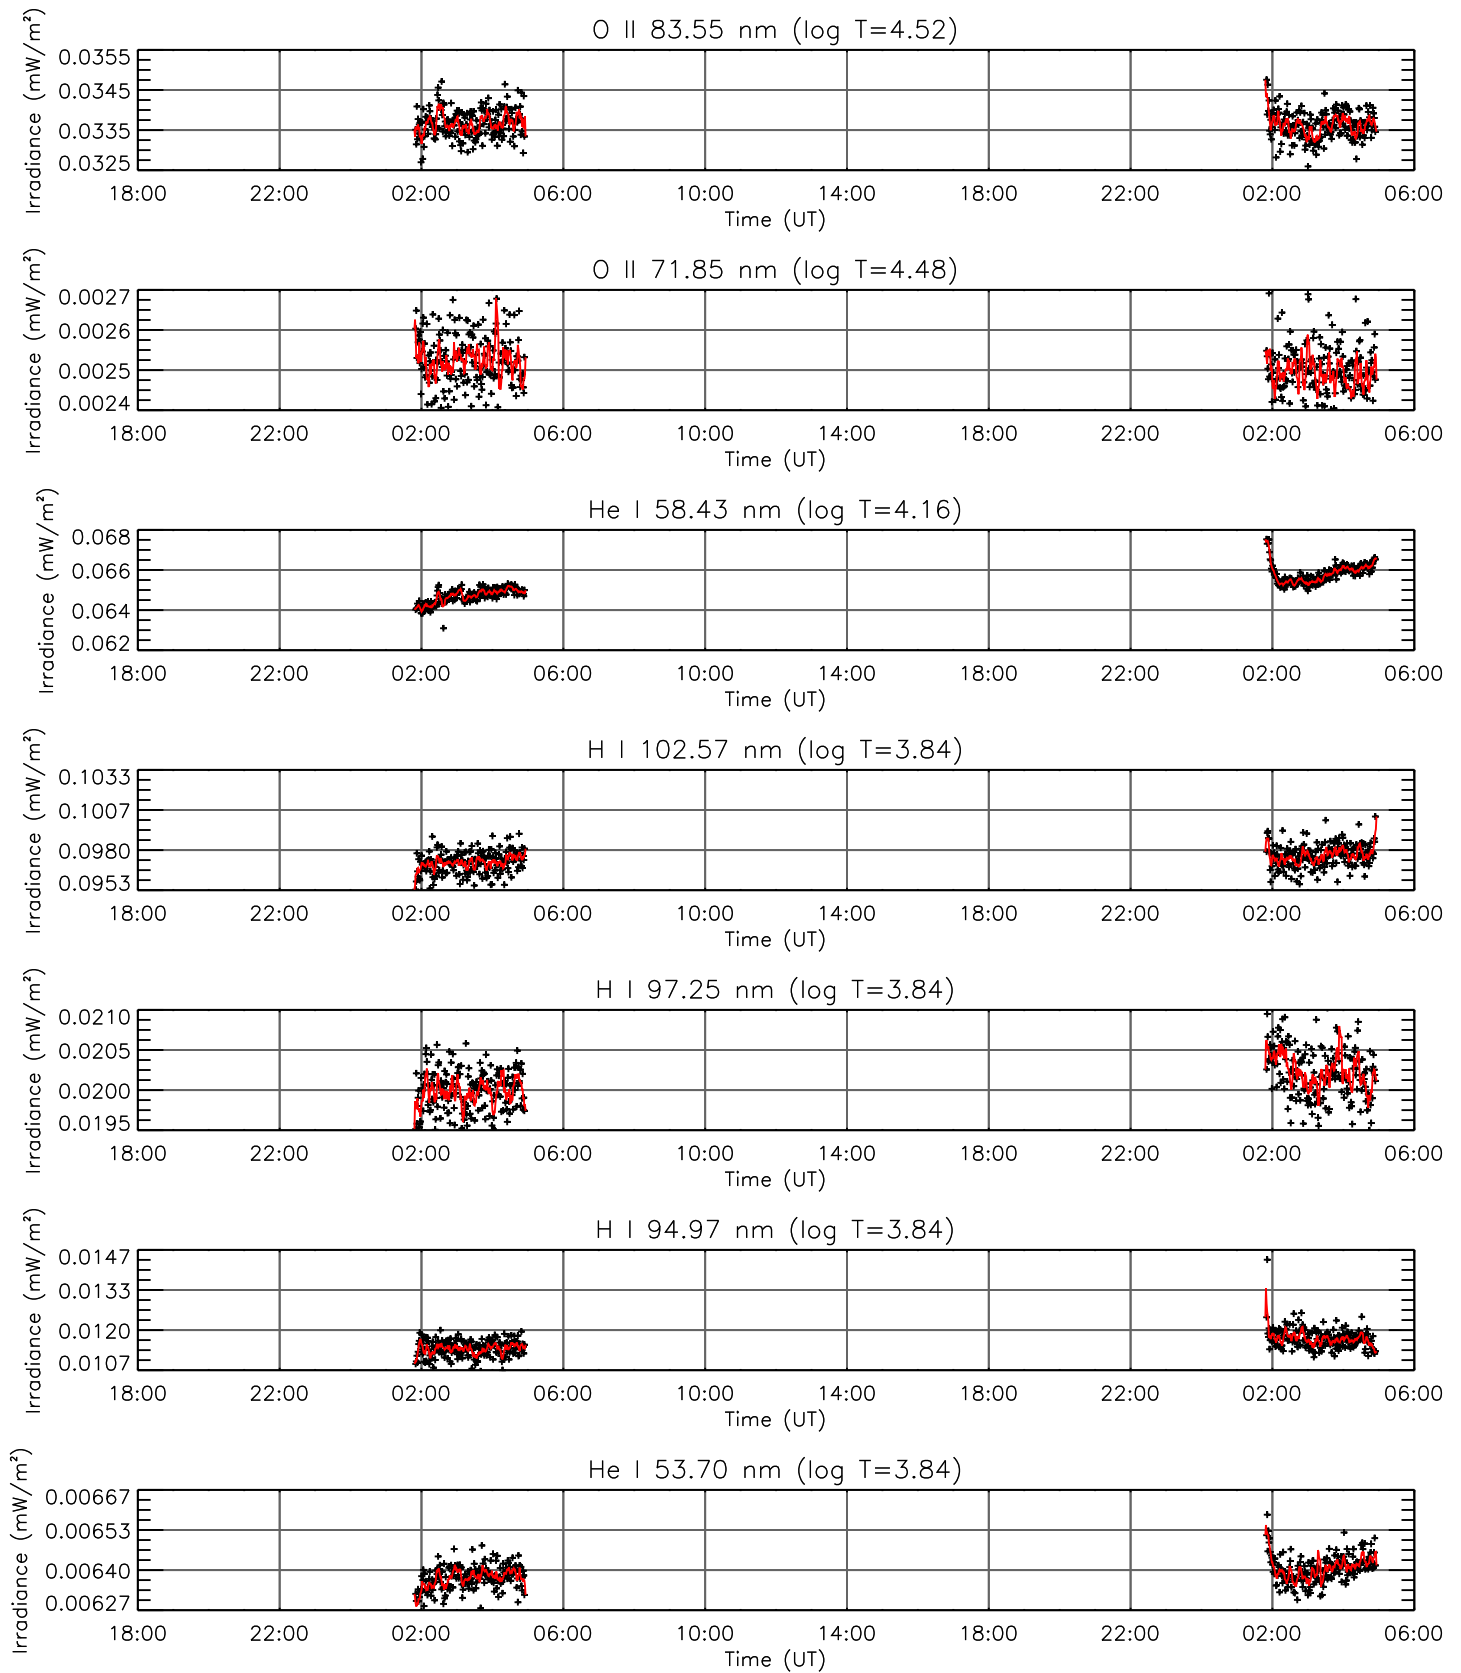 O II 83.55 nm (log T=4.52)
Irradiance (mW/m²)
0.0355
0.0345
0.0335
0.0325
18:00 22:00 02:00 06:00 10:00 14:00 18:00 22:00 02:00 06:00
Time (UT)
O II 71.85 nm (log T=4.48)
Irradiance (mW/m²)
0.0027
0.0026
0.0025
0.0024
18:00 22:00 02:00 06:00 10:00 14:00 18:00 22:00 02:00 06:00
Time (UT)
He I 58.43 nm (log T=4.16)
Irradiance (mW/m²)
0.068
0.066
0.064
0.062
18:00 22:00 02:00 06:00 10:00 14:00 18:00 22:00 02:00 06:00
Time (UT)
H I 102.57 nm (log T=3.84)
Irradiance (mW/m²)
0.1033
0.1007
0.0980
0.0953
18:00 22:00 02:00 06:00 10:00 14:00 18:00 22:00 02:00 06:00
Time (UT)
H I 97.25 nm (log T=3.84)
Irradiance (mW/m²)
0.0210
0.0205
0.0200
0.0195
18:00 22:00 02:00 06:00 10:00 14:00 18:00 22:00 02:00 06:00
Time (UT)
H I 94.97 nm (log T=3.84)
Irradiance (mW/m²)
0.0147
0.0133
0.0120
0.0107
18:00 22:00 02:00 06:00 10:00 14:00 18:00 22:00 02:00 06:00
Time (UT)
He I 53.70 nm (log T=3.84)
Irradiance (mW/m²)
0.00667
0.00653
0.00640
0.00627
18:00 22:00 02:00 06:00 10:00 14:00 18:00 22:00 02:00 06:00
Time (UT)